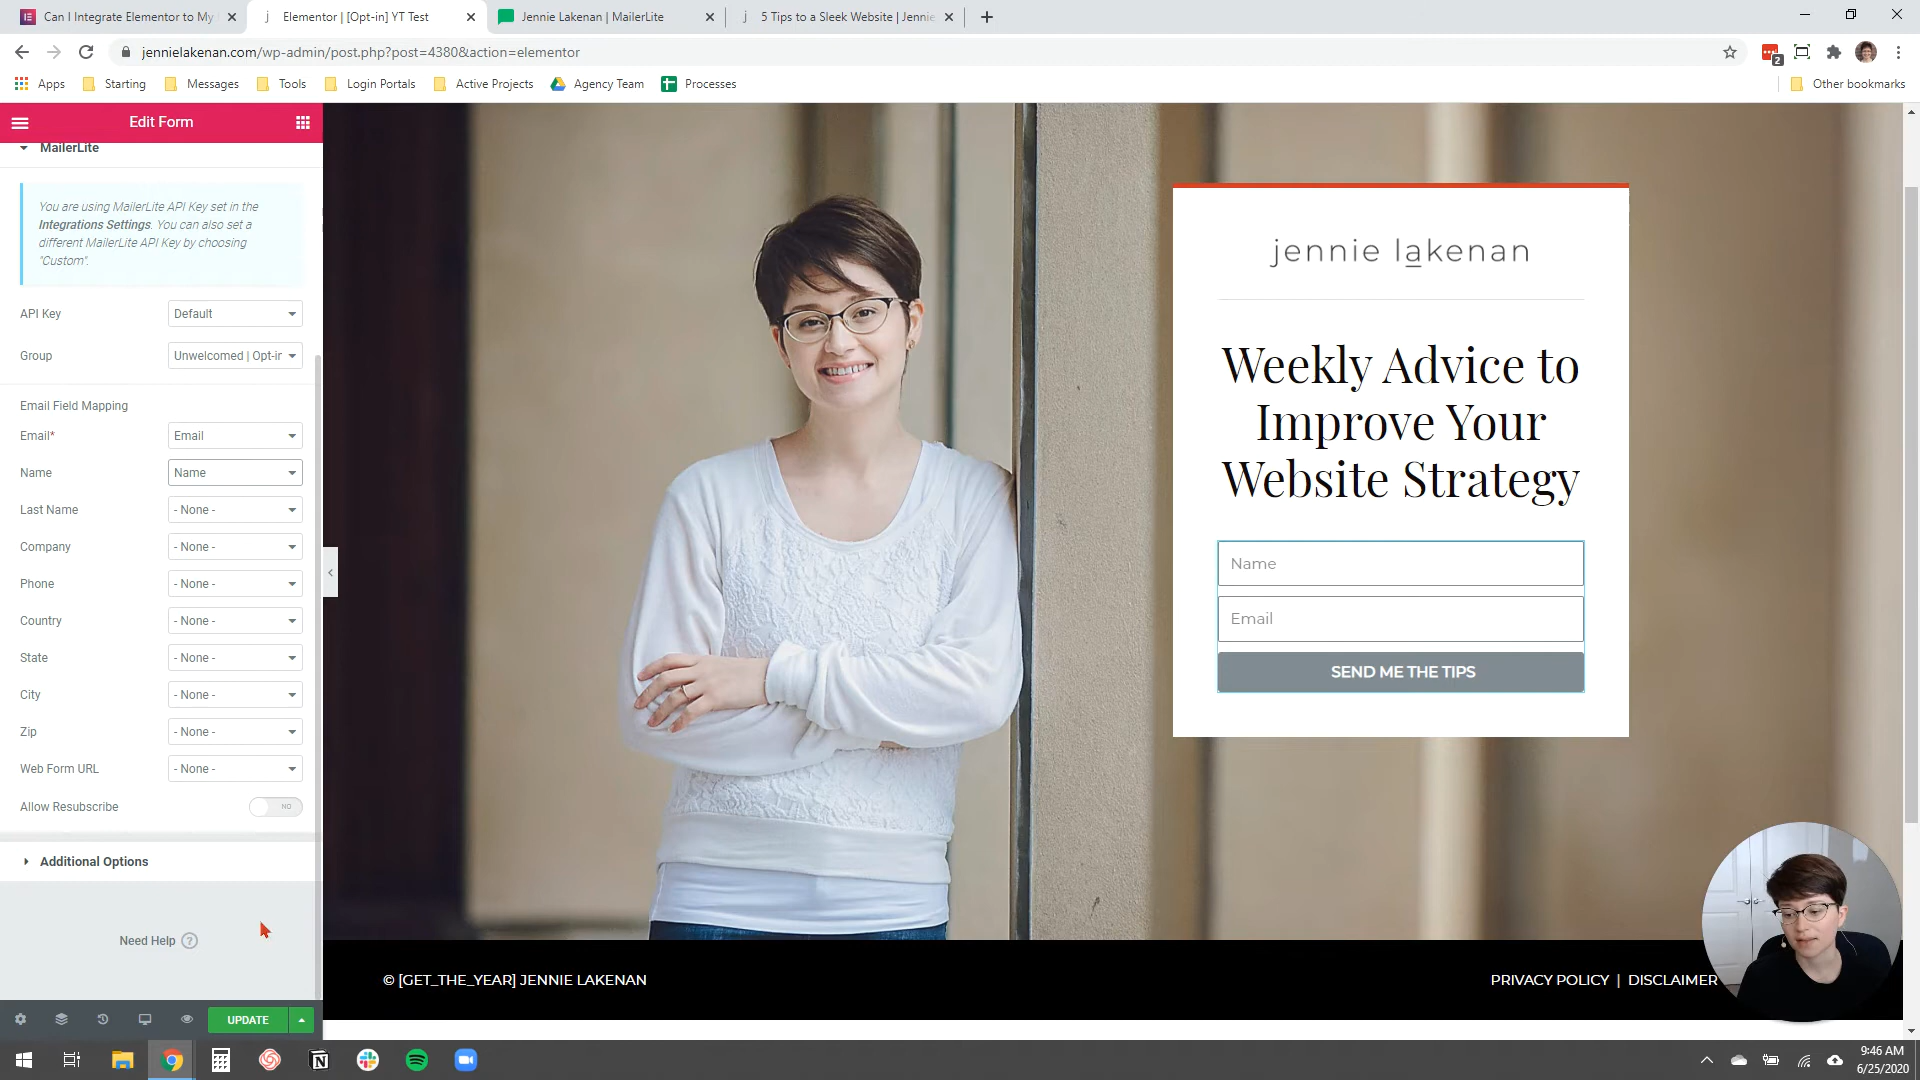 Can I Integrate Elementor to My
Elementor | [Opt-in] YT Test
Jennie Lakenan | MailerLite
5 Tips to a Sleek Website | Jennie
jennielakenan.com/wp-admin/post.php?post=4380&action=elementor
2
Apps
Starting
Messages
Tools
Login Portals
Active Projects
Agency Team
Processes
Other bookmarks
Edit Form
MailerLite
You are using MailerLite API Key set in the
Integrations Settings. You can also set a
different MailerLite API Key by choosing
"Custom".
API Key
Default
Group
Unwelcomed | Opt-in
Email Field Mapping
Email*
Email
Name
Name
Last Name
- None -
Company
- None -
Phone
- None -
Country
- None -
State
- None -
City
- None -
Zip
- None -
Web Form URL
- None -
Allow Resubscribe
NO
Additional Options
Need Help ?
UPDATE
jennie lakenan
Weekly Advice to
Improve Your
Website Strategy
Name
Email
SEND ME THE TIPS
© [GET_THE_YEAR] JENNIE LAKENAN
PRIVACY POLICY | DISCLAIMER
9:46 AM
6/25/2020